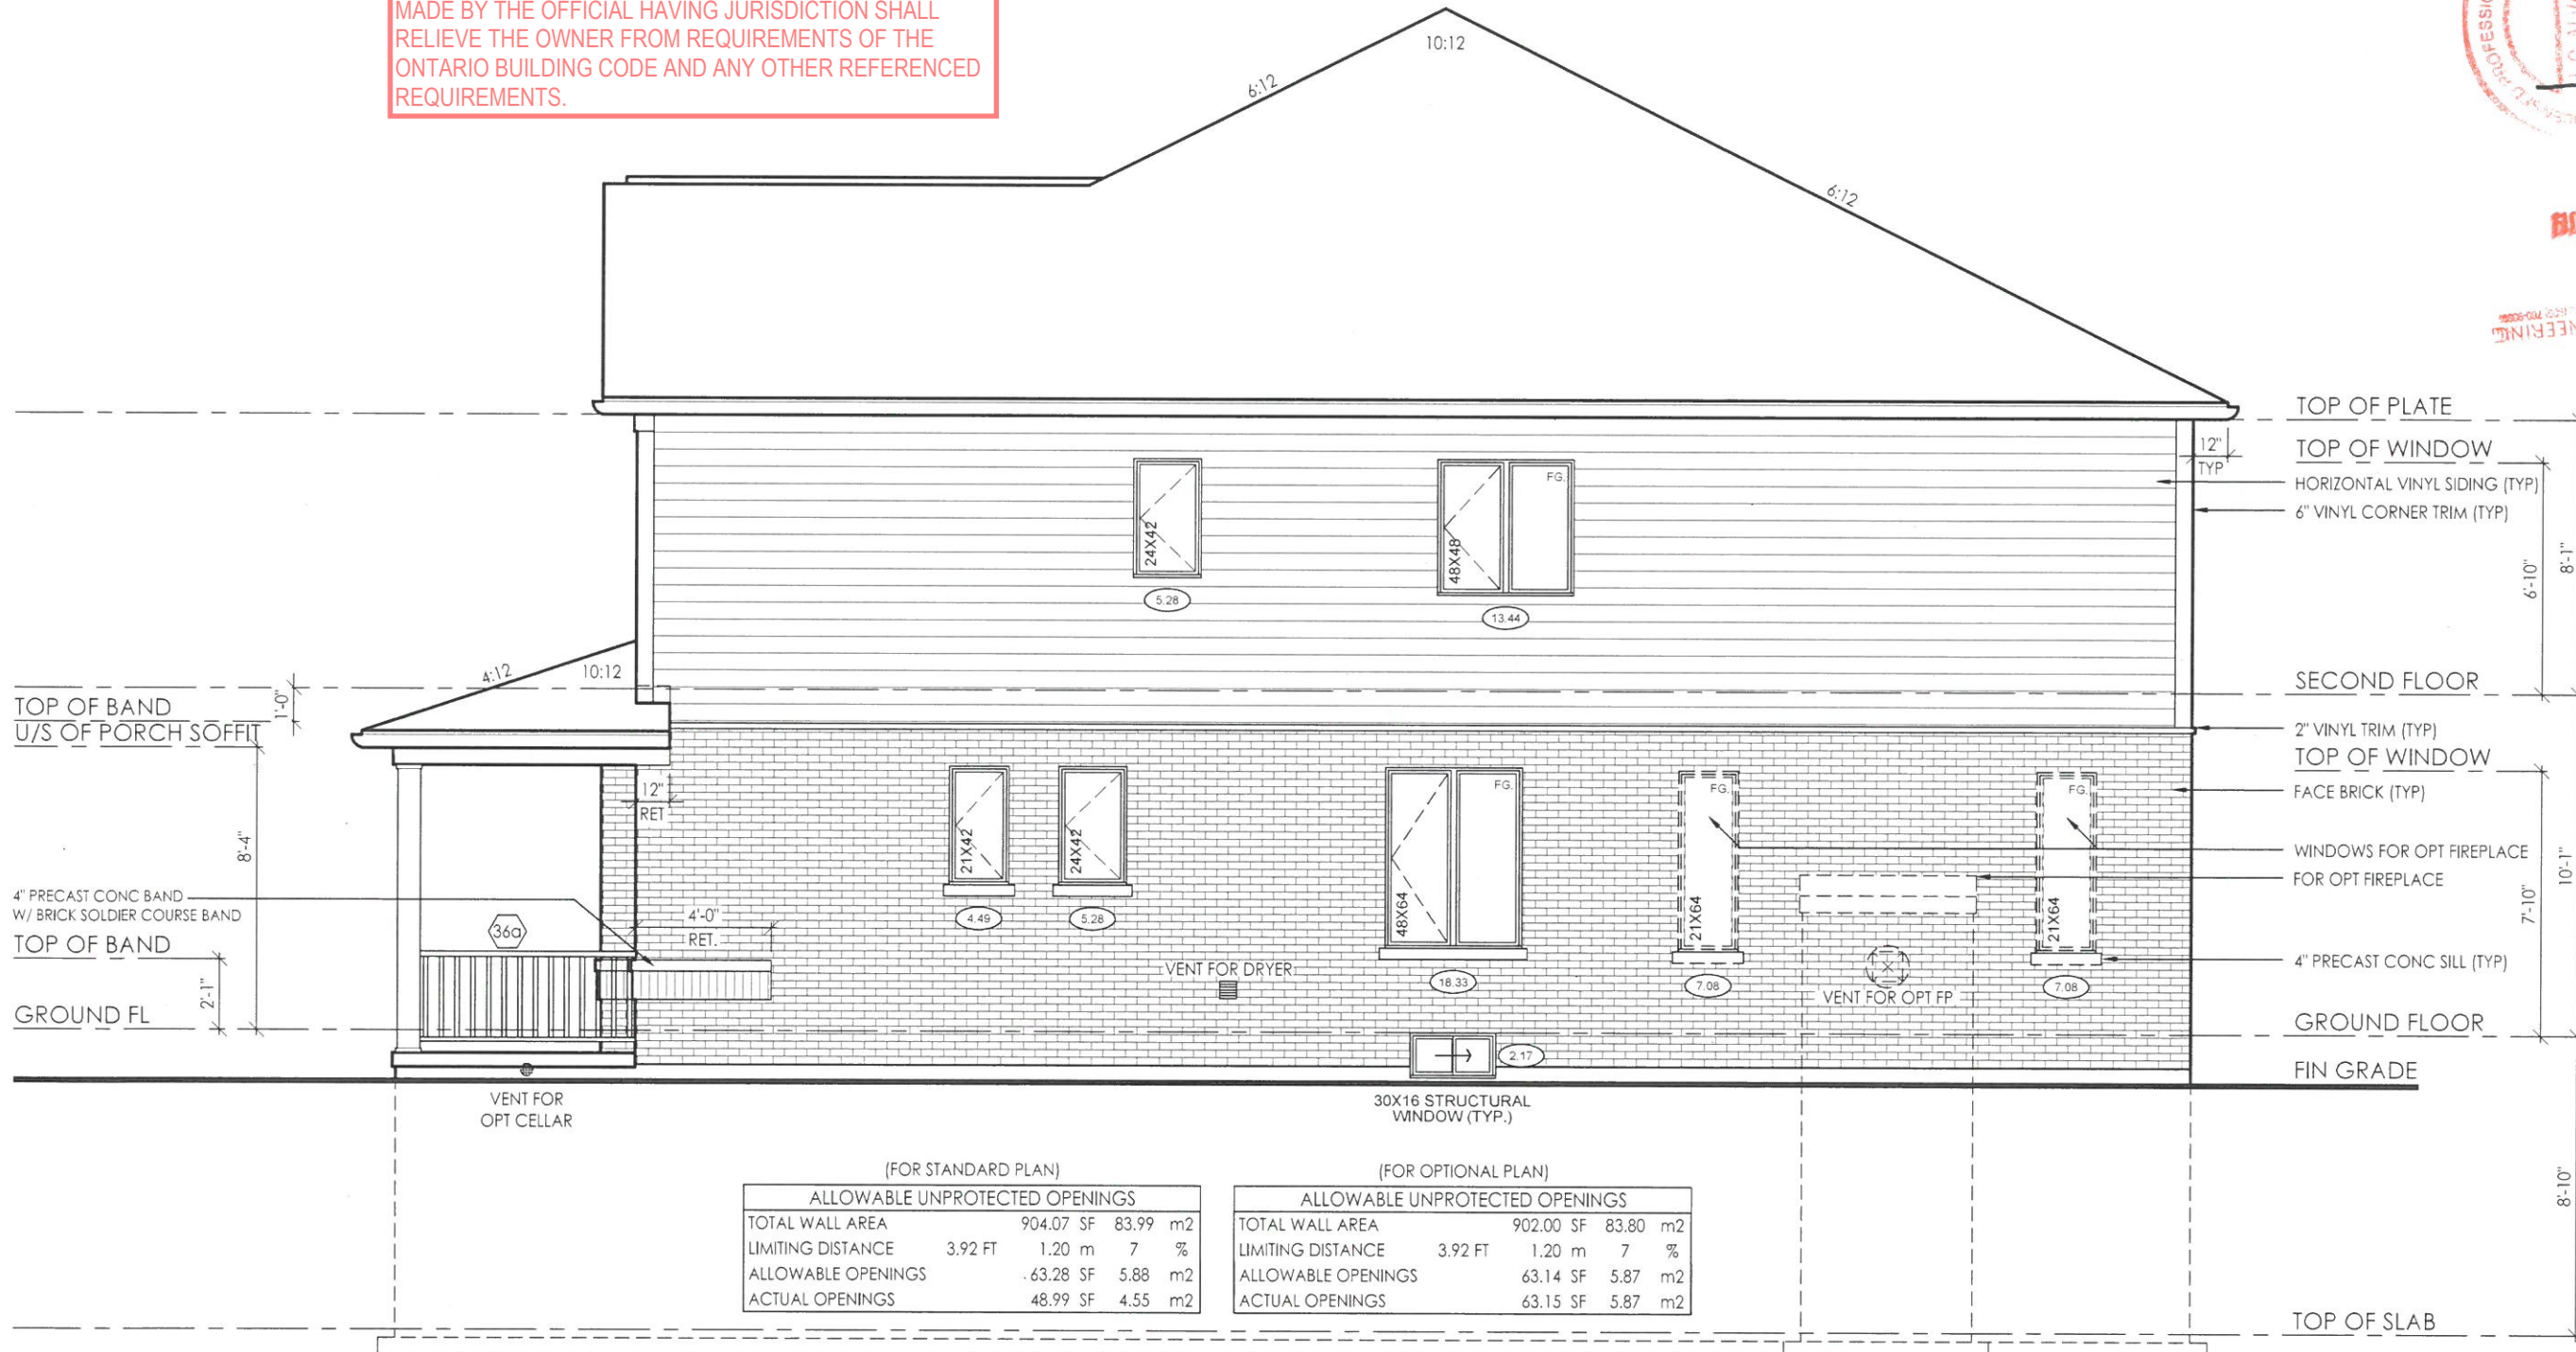 MADE BY THE OFFICIAL HAVING JURISDICTION SHALL
RELIEVE THE OWNER FROM REQUIREMENTS OF THE
ONTARIO BUILDING CODE AND ANY OTHER REFERENCED
REQUIREMENTS.
10:12
6:12
6:12
TOP OF PLATE
12"
TYP
TOP OF WINDOW
HORIZONTAL VINYL SIDING (TYP)
6" VINYL CORNER TRIM (TYP)
6'-10"
8'-1"
24X42
5.28
48X48
FG.
13.44
4:12
10:12
SECOND FLOOR
TOP OF BAND
1'-0"
U/S OF PORCH SOFFIT
2" VINYL TRIM (TYP)
TOP OF WINDOW
FACE BRICK (TYP)
12"
RET
8'-4"
21X42
4.49
24X42
5.28
48X64
FG.
18.33
21X64
FG.
7.08
21X64
FG.
7.08
WINDOWS FOR OPT FIREPLACE
FOR OPT FIREPLACE
7'-10"
10'-1"
4" PRECAST CONC BAND
W/ BRICK SOLDIER COURSE BAND
36a
4'-0"
RET.
TOP OF BAND
2'-1"
VENT FOR DRYER
VENT FOR OPT FP
4" PRECAST CONC SILL (TYP)
GROUND FL
GROUND FLOOR
2.17
FIN GRADE
VENT FOR
OPT CELLAR
30X16 STRUCTURAL
WINDOW (TYP.)
8'-10"
(FOR STANDARD PLAN)
ALLOWABLE UNPROTECTED OPENINGS
TOTAL WALL AREA 904.07 SF 83.99 m2
LIMITING DISTANCE 3.92 FT 1.20 m 7 %
ALLOWABLE OPENINGS 63.28 SF 5.88 m2
ACTUAL OPENINGS 48.99 SF 4.55 m2
(FOR OPTIONAL PLAN)
ALLOWABLE UNPROTECTED OPENINGS
TOTAL WALL AREA 902.00 SF 83.80 m2
LIMITING DISTANCE 3.92 FT 1.20 m 7 %
ALLOWABLE OPENINGS 63.14 SF 5.87 m2
ACTUAL OPENINGS 63.15 SF 5.87 m2
TOP OF SLAB